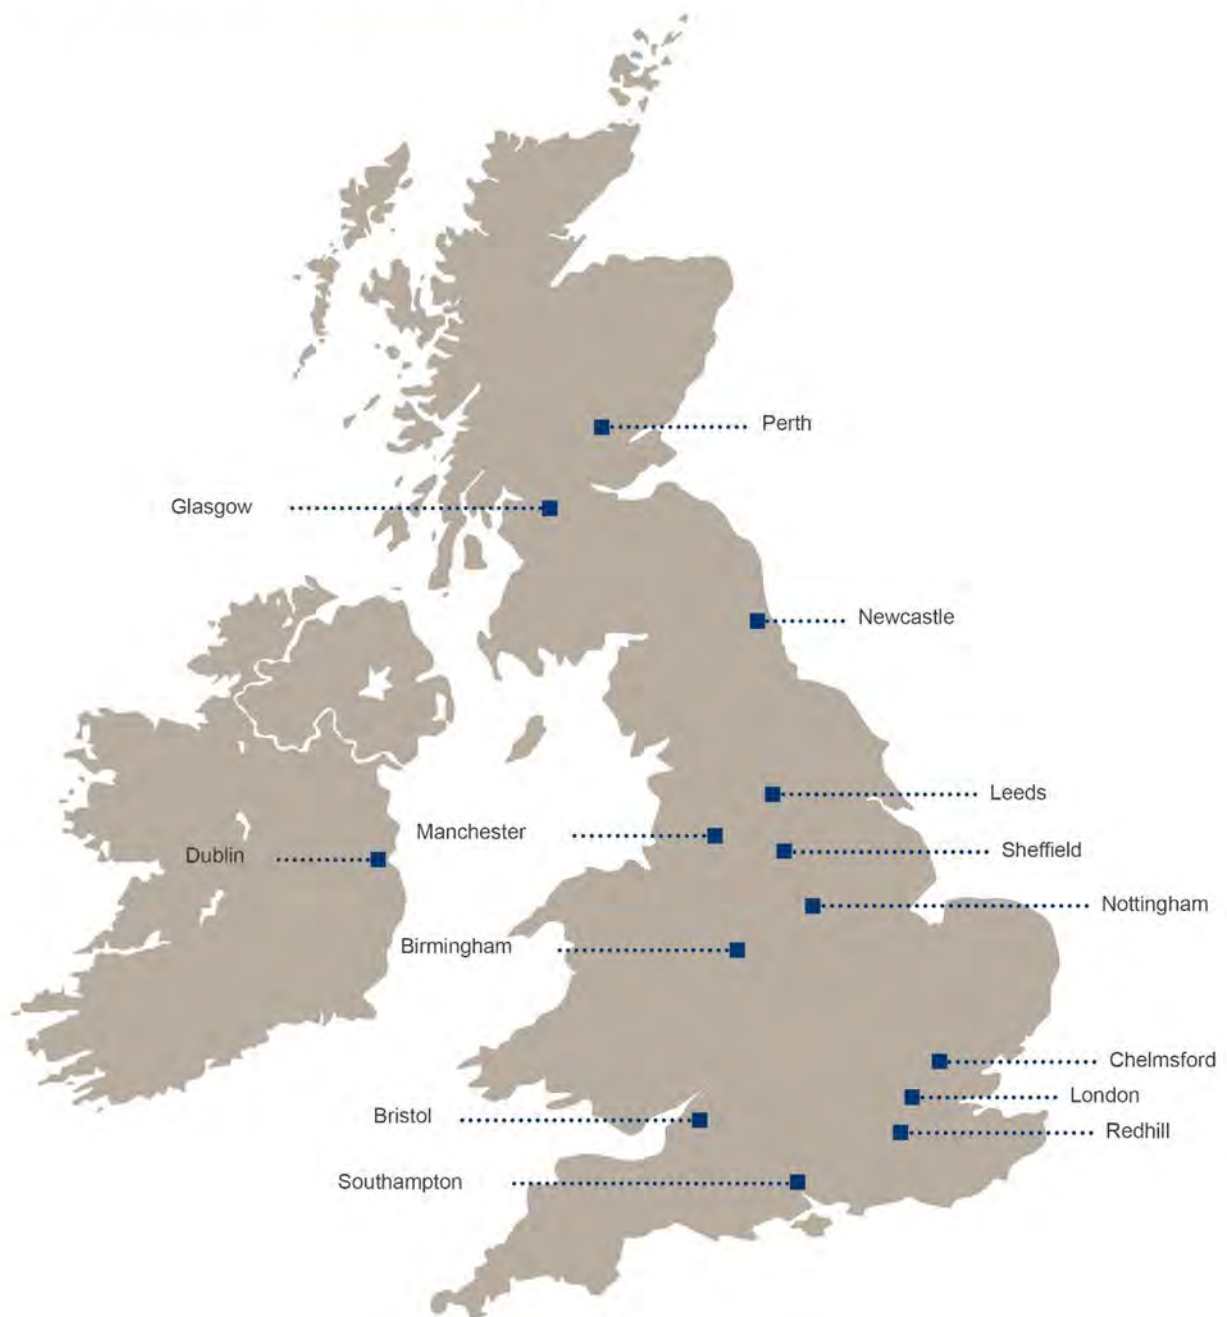 Perth
Glasgow
Newcastle
Leeds
Manchester
Sheffield
Dublin
Nottingham
Birmingham
Chelmsford
London
Bristol
Redhill
Southampton